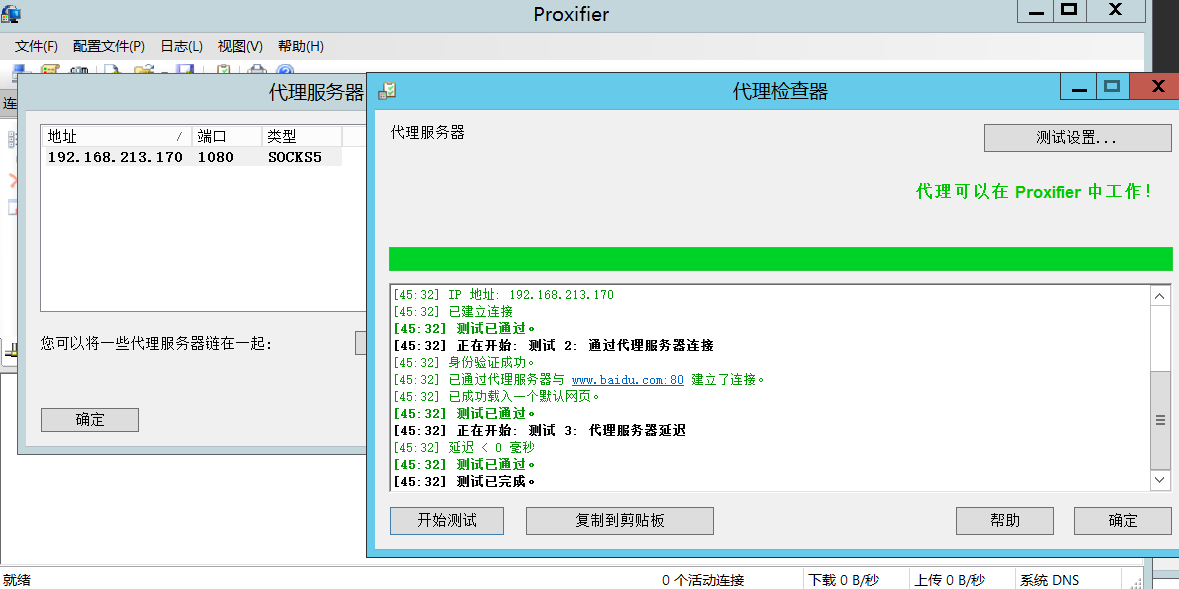 Proxifier
文件(F) 配置文件(P) 日志(L) 视图(V) 帮助(H)
连
代理服务器
地址 / 端口 类型
192.168.213.170 1080 SOCKS5
您可以将一些代理服务器链在一起:
确定
代理检查器
代理服务器
测试设置...
代理可以在 Proxifier 中工作!
[45:32] IP 地址: 192.168.213.170
[45:32] 已建立连接
[45:32] 测试已通过。
[45:32] 正在开始: 测试 2: 通过代理服务器连接
[45:32] 身份验证成功。
[45:32] 已通过代理服务器与 www.baidu.com:80 建立了连接。
[45:32] 已成功载入一个默认网页。
[45:32] 测试已通过。
[45:32] 正在开始: 测试 3: 代理服务器延迟
[45:32] 延迟 < 0 毫秒
[45:32] 测试已通过。
[45:32] 测试已完成。
开始测试 复制到剪贴板 帮助 确定
就绪 0 个活动连接 下载 0 B/秒 上传 0 B/秒 系统 DNS